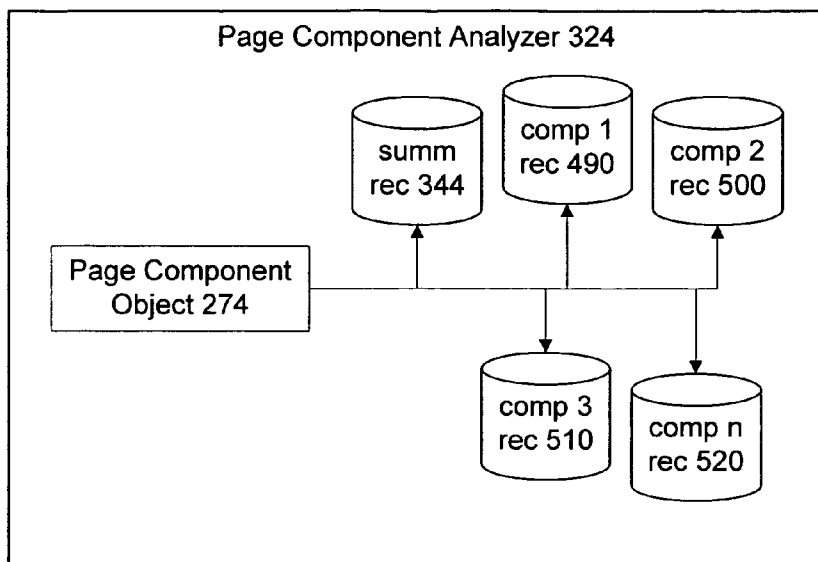 Page Component Analyzer 324
summ
rec 344
comp 1
rec 490
comp 2
rec 500
Page Component
Object 274
comp 3
rec 510
comp n
rec 520